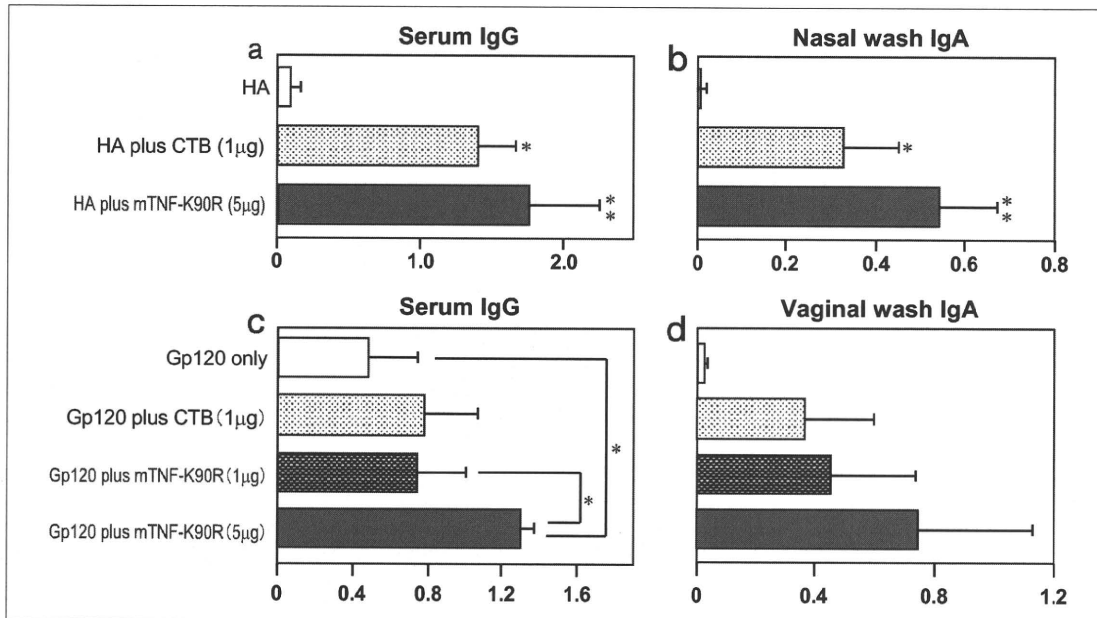 a
Serum IgG
HA
HA plus CTB (1μg)
*
HA plus mTNF-K90R (5μg)
**
0 1.0 2.0
b
Nasal wash IgA
*
**
0 0.2 0.4 0.6 0.8
c
Serum IgG
Gp120 only
Gp120 plus CTB (1μg)
*
Gp120 plus mTNF-K90R (1μg)
*
Gp120 plus mTNF-K90R (5μg)
0 0.4 0.8 1.2 1.6
d
Vaginal wash IgA
0 0.4 0.8 1.2